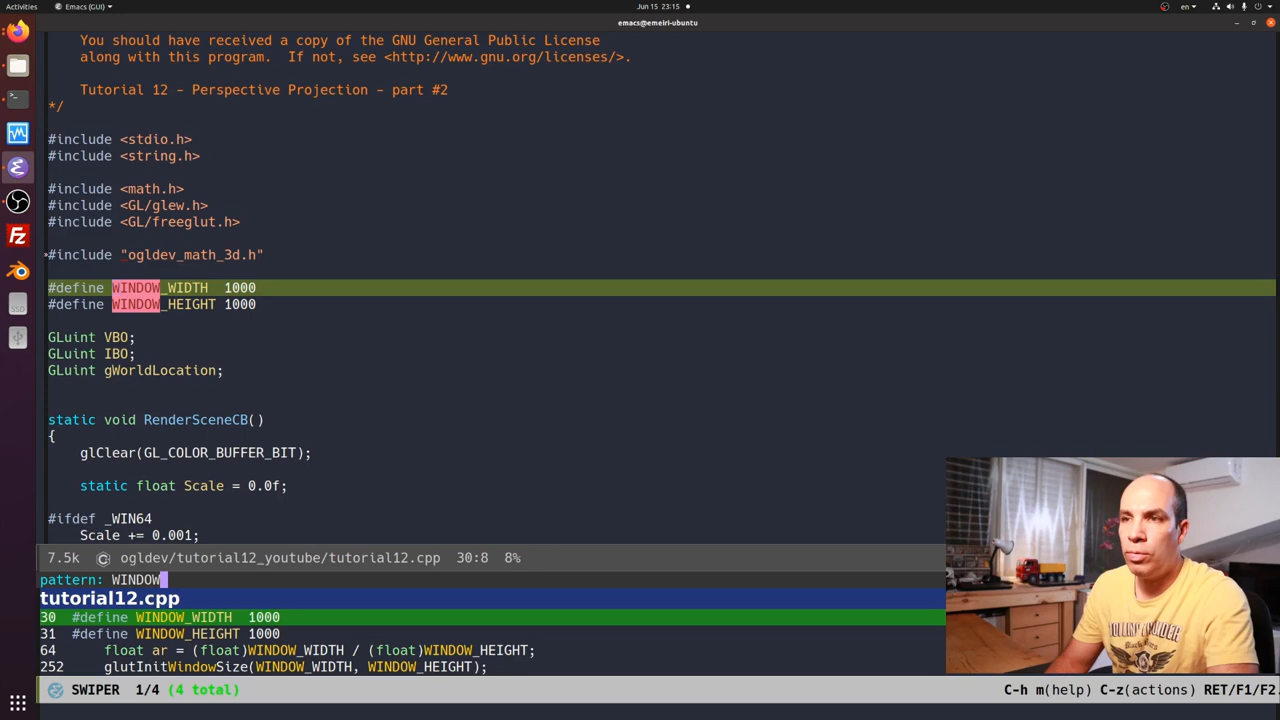 Activities
Emacs (GUI)
Jun 15 23:15
en
emacs@emeiri-ubuntu
You should have received a copy of the GNU General Public License
along with this program.  If not, see <http://www.gnu.org/licenses/>.
Tutorial 12 - Perspective Projection - part #2
*/
#include <stdio.h>
#include <string.h>
#include <math.h>
#include <GL/glew.h>
#include <GL/freeglut.h>
#include "ogldev_math_3d.h"
#define WINDOW_WIDTH  1000
#define WINDOW_HEIGHT 1000
GLuint VBO;
GLuint IBO;
GLuint gWorldLocation;
static void RenderSceneCB()
{
glClear(GL_COLOR_BUFFER_BIT);
static float Scale = 0.0f;
#ifdef _WIN64
Scale += 0.001;
7.5k ogldev/tutorial12_youtube/tutorial12.cpp 30:8 8%
pattern: WINDOW
tutorial12.cpp
30 #define WINDOW_WIDTH  1000
31 #define WINDOW_HEIGHT 1000
64 float ar = (float)WINDOW_WIDTH / (float)WINDOW_HEIGHT;
252 glutInitWindowSize(WINDOW_WIDTH, WINDOW_HEIGHT);
SWIPER 1/4 (4 total) C-h m(help) C-z(actions) RET/F1/F2